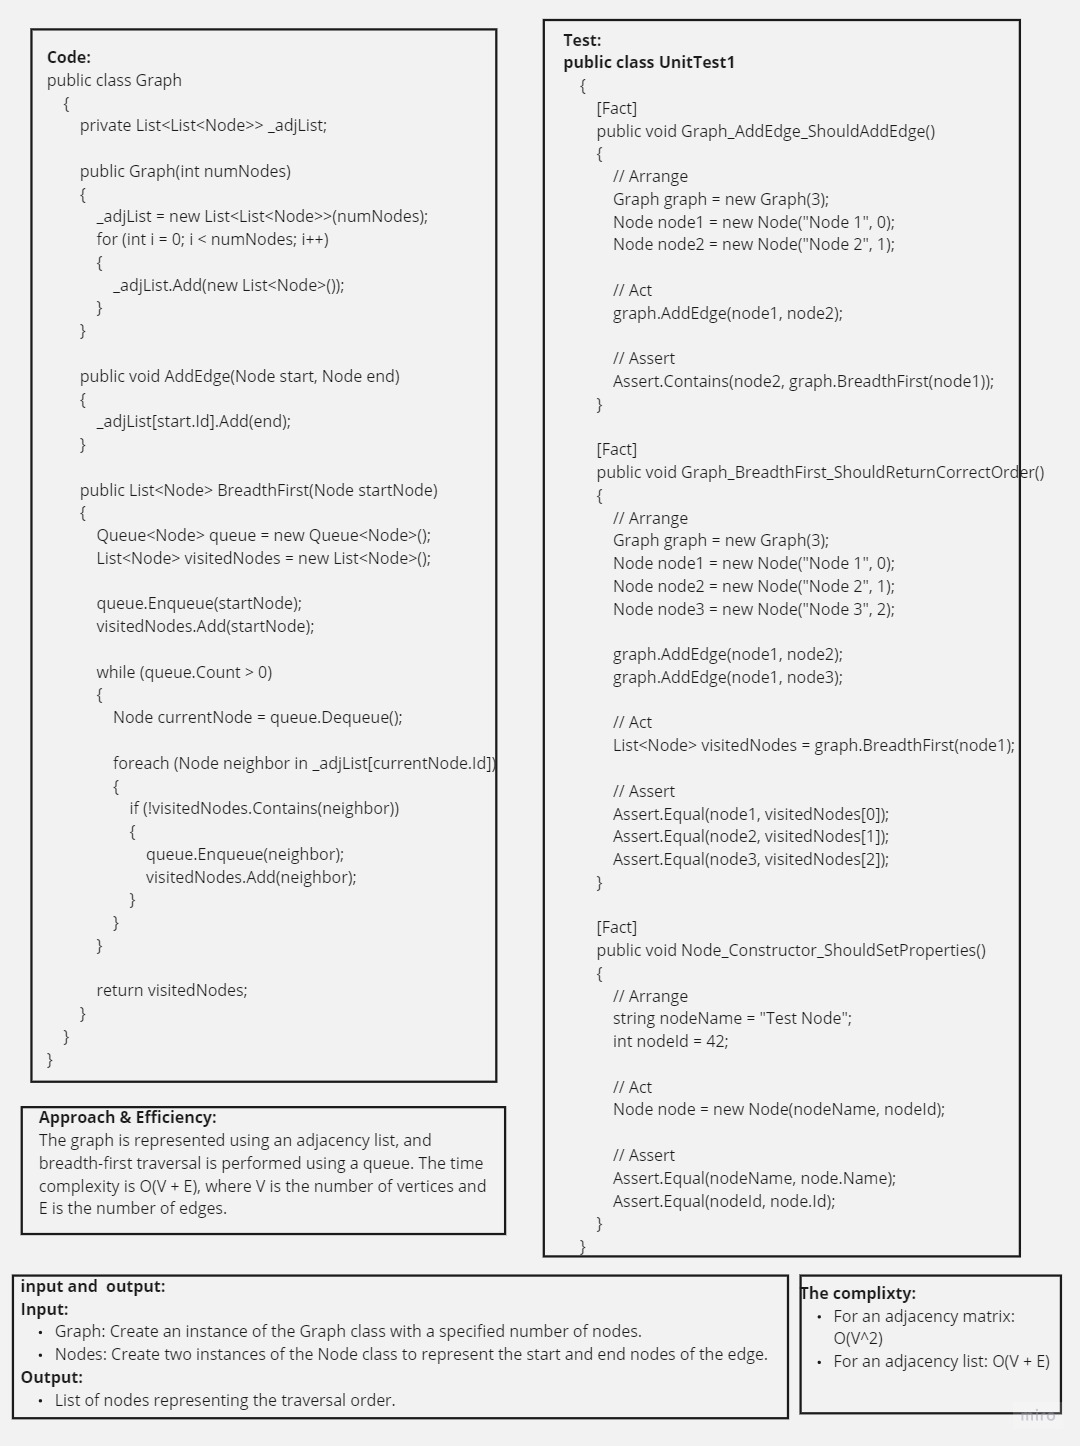 Code:
public class Graph
{
private List<List<Node>> _adjList;
public Graph(int numNodes)
{
_adjList = new List<List<Node>>(numNodes);
for (int i = 0; i < numNodes; i++)
{
_adjList.Add(new List<Node>());
}
}
public void AddEdge(Node start, Node end)
{
_adjList[start.Id].Add(end);
}
public List<Node> BreadthFirst(Node startNode)
{
Queue<Node> queue = new Queue<Node>();
List<Node> visitedNodes = new List<Node>();
queue.Enqueue(startNode);
visitedNodes.Add(startNode);
while (queue.Count > 0)
{
Node currentNode = queue.Dequeue();
foreach (Node neighbor in _adjList[currentNode.Id])
{
if (!visitedNodes.Contains(neighbor))
{
queue.Enqueue(neighbor);
visitedNodes.Add(neighbor);
}
}
}
return visitedNodes;
}
}
}
Approach & Efficiency:
The graph is represented using an adjacency list, and
breadth-first traversal is performed using a queue. The time
complexity is O(V + E), where V is the number of vertices and
E is the number of edges.
Test:
public class UnitTest1
{
[Fact]
public void Graph_AddEdge_ShouldAddEdge()
{
// Arrange
Graph graph = new Graph(3);
Node node1 = new Node("Node 1", 0);
Node node2 = new Node("Node 2", 1);
// Act
graph.AddEdge(node1, node2);
// Assert
Assert.Contains(node2, graph.BreadthFirst(node1));
}
[Fact]
public void Graph_BreadthFirst_ShouldReturnCorrectOrder()
{
// Arrange
Graph graph = new Graph(3);
Node node1 = new Node("Node 1", 0);
Node node2 = new Node("Node 2", 1);
Node node3 = new Node("Node 3", 2);
graph.AddEdge(node1, node2);
graph.AddEdge(node1, node3);
// Act
List<Node> visitedNodes = graph.BreadthFirst(node1);
// Assert
Assert.Equal(node1, visitedNodes[0]);
Assert.Equal(node2, visitedNodes[1]);
Assert.Equal(node3, visitedNodes[2]);
}
[Fact]
public void Node_Constructor_ShouldSetProperties()
{
// Arrange
string nodeName = "Test Node";
int nodeId = 42;
// Act
Node node = new Node(nodeName, nodeId);
// Assert
Assert.Equal(nodeName, node.Name);
Assert.Equal(nodeId, node.Id);
}
}
input and  output:
Input:
• Graph: Create an instance of the Graph class with a specified number of nodes.
• Nodes: Create two instances of the Node class to represent the start and end nodes of the edge.
Output:
• List of nodes representing the traversal order.
The complixty:
• For an adjacency matrix:
O(V^2)
• For an adjacency list: O(V + E)
miro